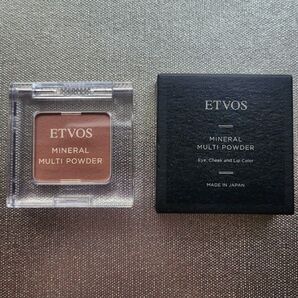 ETVOS
MINERAL
MULTI POWDER
ETVOS
MINERAL
MULTI POWDER
Eye, Cheek and Lip Color
MADE IN JAPAN